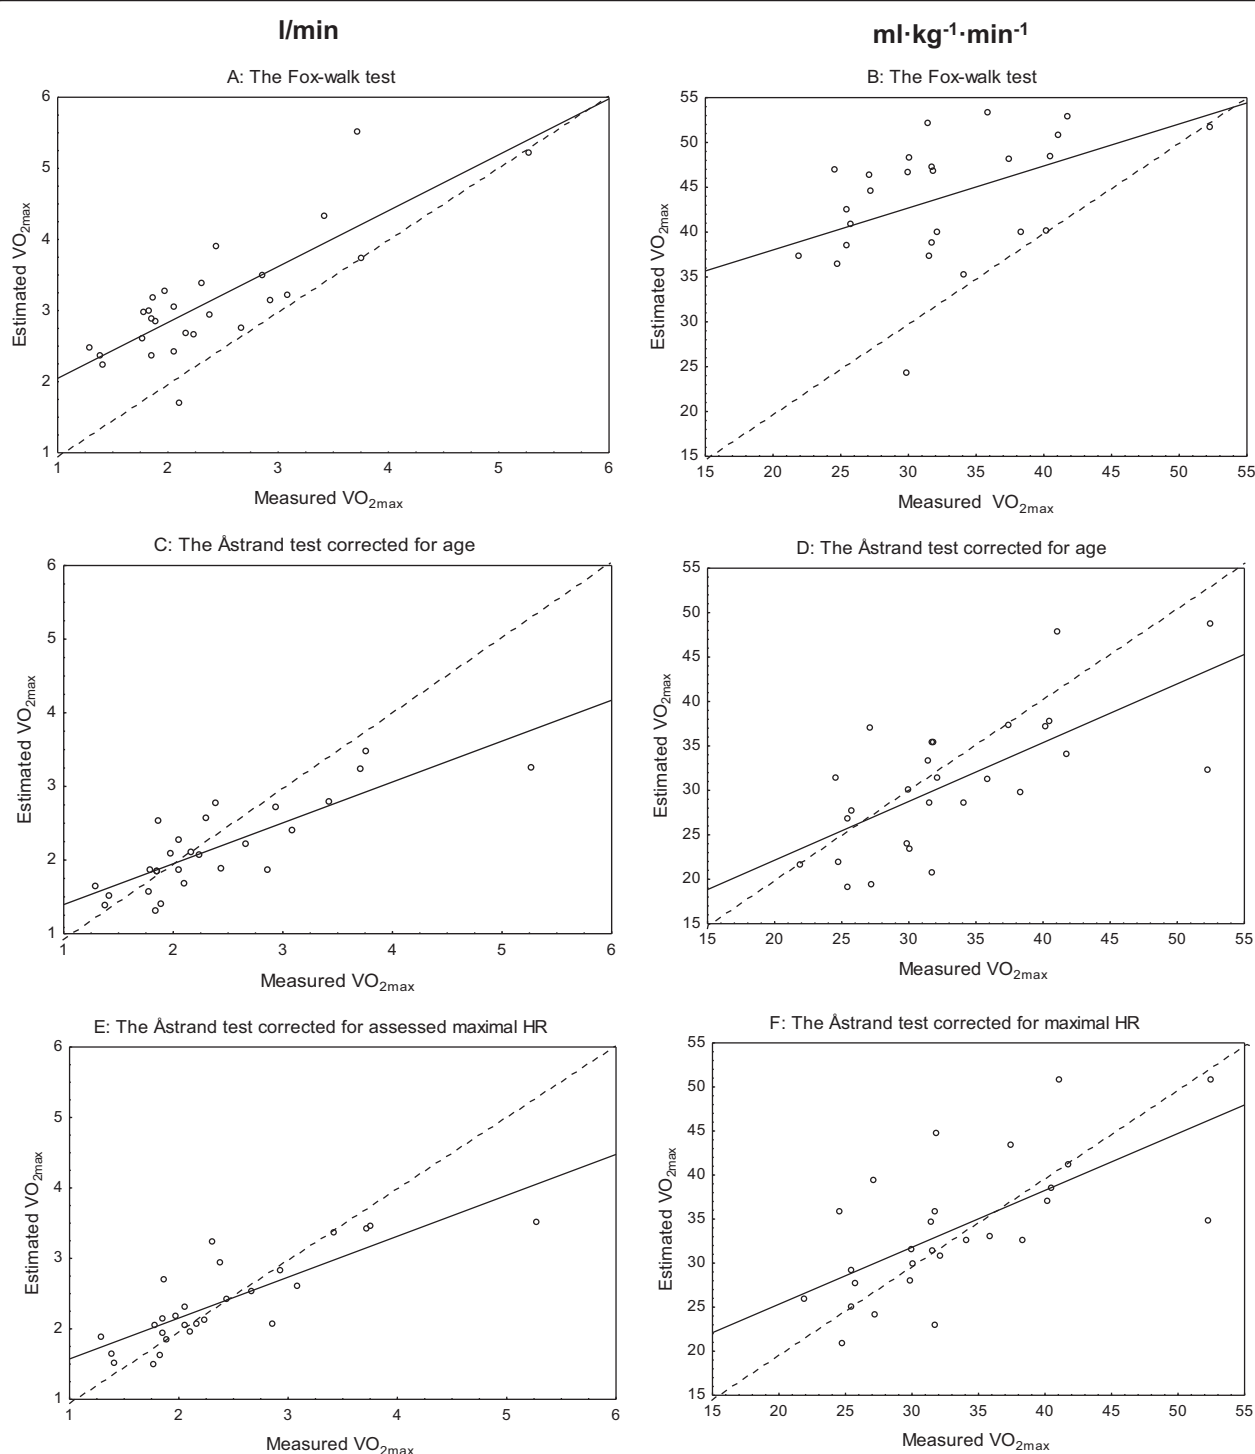 l/min
ml·kg⁻¹·min⁻¹
A: The Fox-walk test
6
5
4
3
2
1
Estimated VO₂max
1 2 3 4 5 6
Measured VO₂max
B: The Fox-walk test
55
50
45
40
35
30
25
20
15
Estimated VO₂max
15 20 25 30 35 40 45 50 55
Measured VO₂max
C: The Åstrand test corrected for age
6
5
4
3
2
1
Estimated VO₂max
1 2 3 4 5 6
Measured VO₂max
D: The Åstrand test corrected for age
55
50
45
40
35
30
25
20
15
Estimated VO₂max
15 20 25 30 35 40 45 50 55
Measured VO₂max
E: The Åstrand test corrected for assessed maximal HR
6
5
4
3
2
1
Estimated VO₂max
1 2 3 4 5 6
Measured VO₂max
F: The Åstrand test corrected for maximal HR
55
50
45
40
35
30
25
20
15
Estimated VO₂max
15 20 25 30 35 40 45 50 55
Measured VO₂max